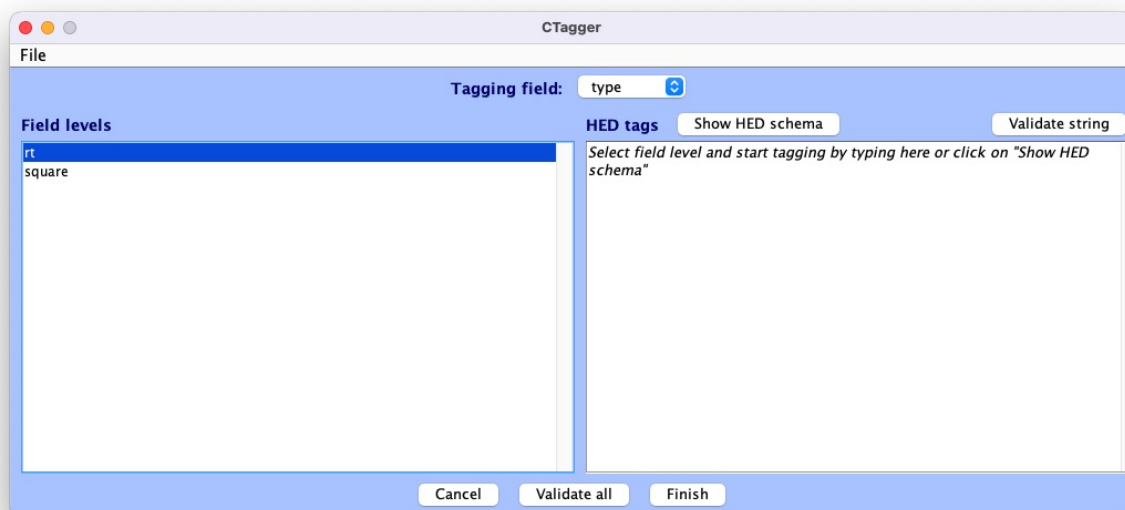 CTagger
File
Tagging field: type
Field levels
HED tags Show HED schema Validate string
rt
square
Select field level and start tagging by typing here or click on "Show HED
schema"
Cancel Validate all Finish